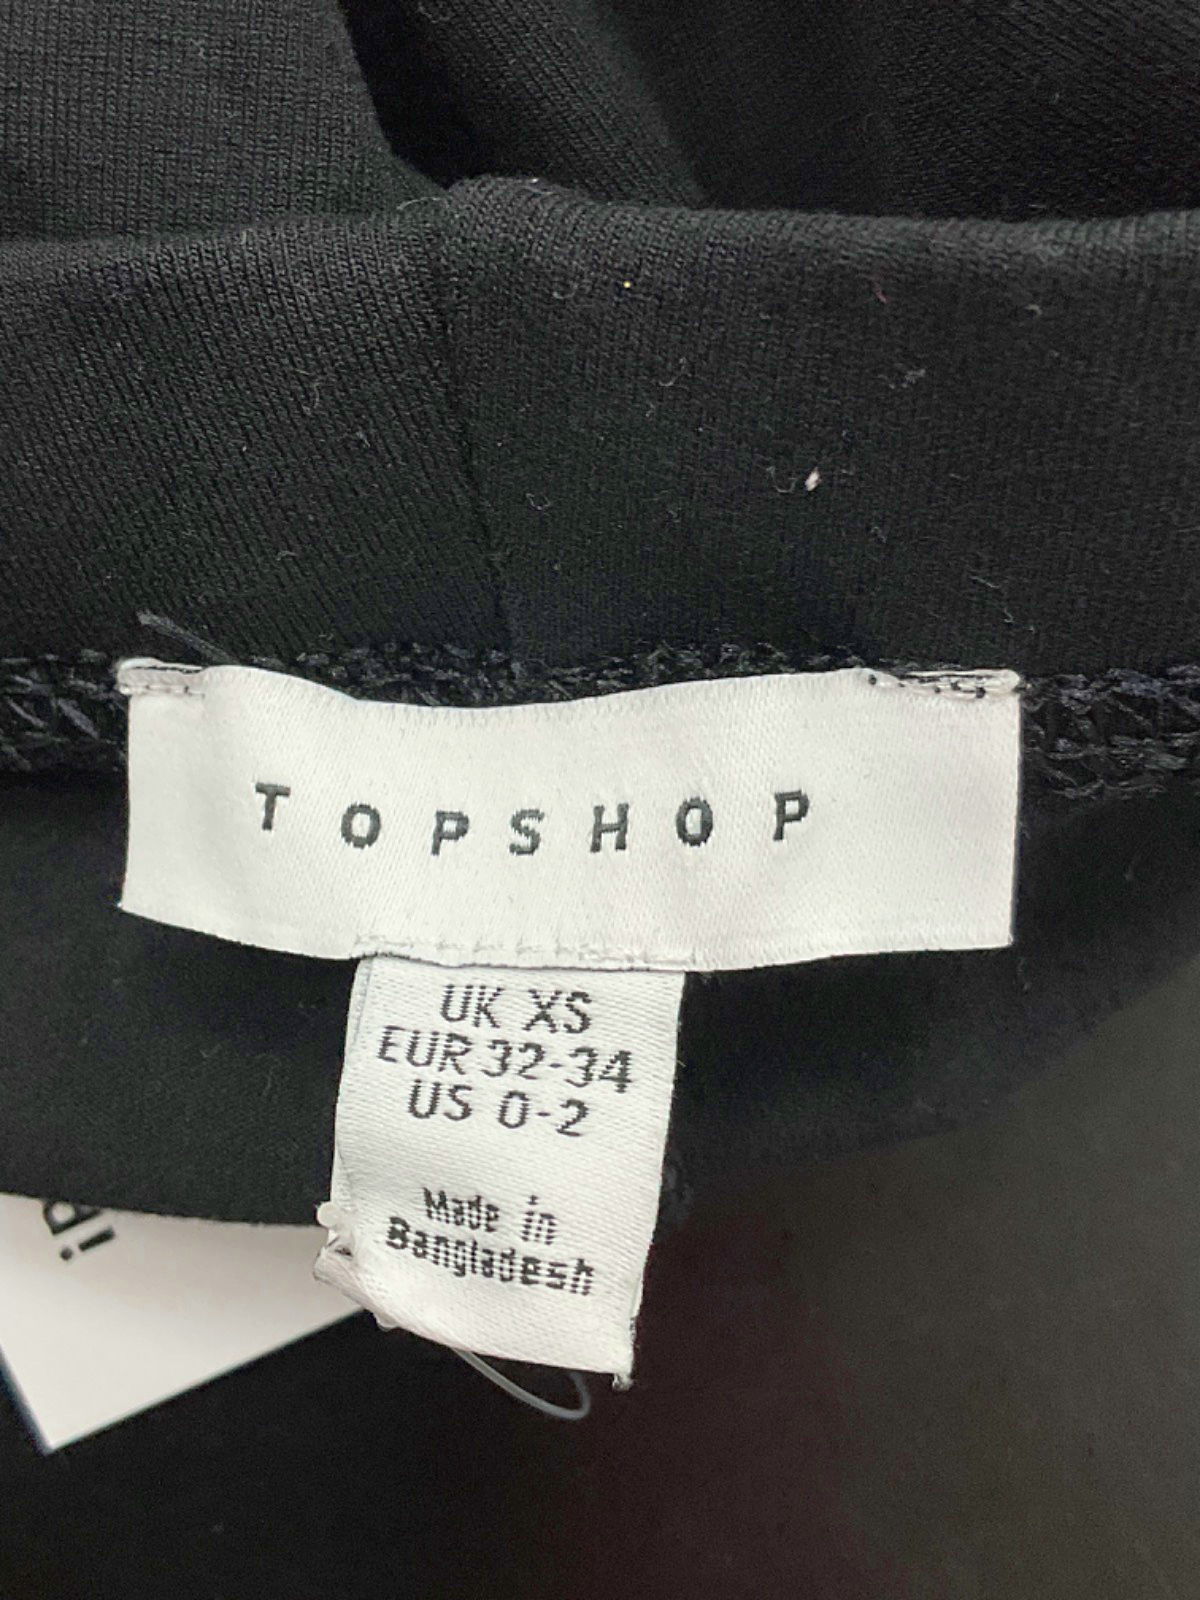 TOPSHOP
UK XS
EUR 32-34
US 0-2
Made in
Bangladesh